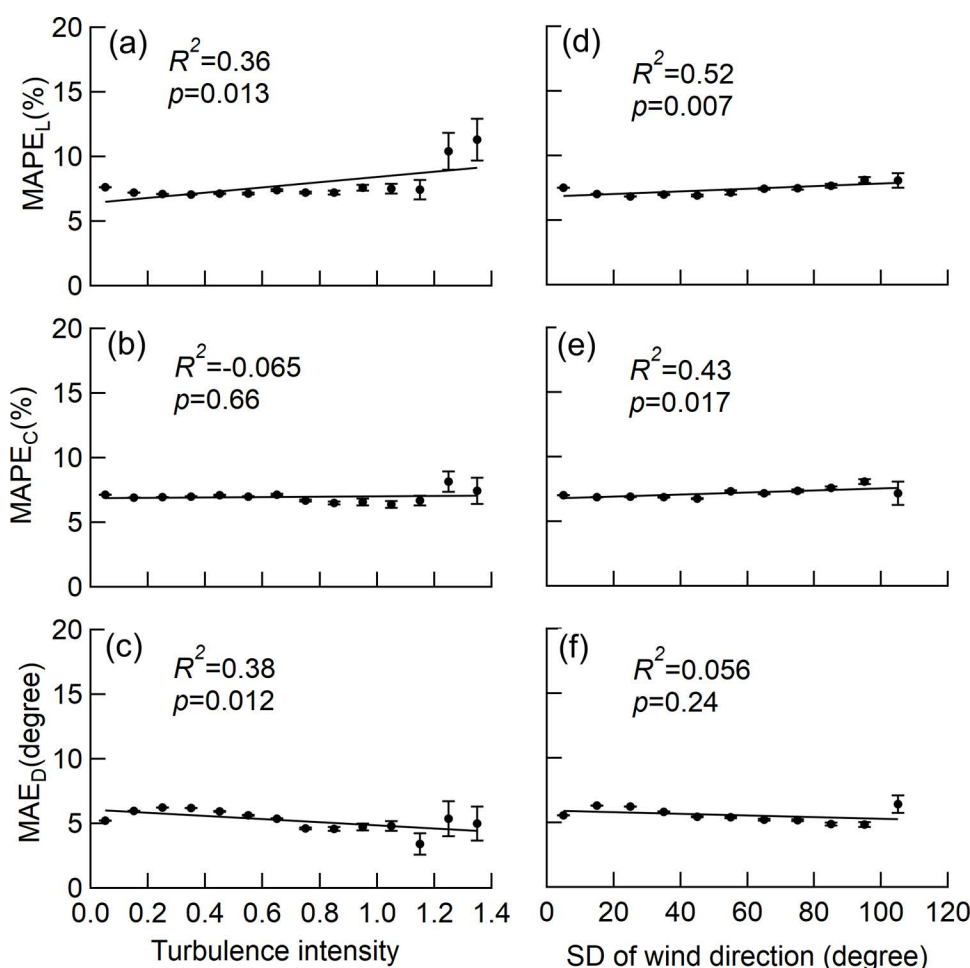 (a)
R²=0.36
p=0.013
MAPE_L(%)
20
15
10
5
0
(d)
R²=0.52
p=0.007
(b)
R²=-0.065
p=0.66
MAPE_C(%)
20
15
10
5
0
(e)
R²=0.43
p=0.017
(c)
R²=0.38
p=0.012
MAE_D(degree)
20
15
10
5
0
0.0 0.2 0.4 0.6 0.8 1.0 1.2 1.4
Turbulence intensity
(f)
R²=0.056
p=0.24
0 20 40 60 80 100 120
SD of wind direction (degree)